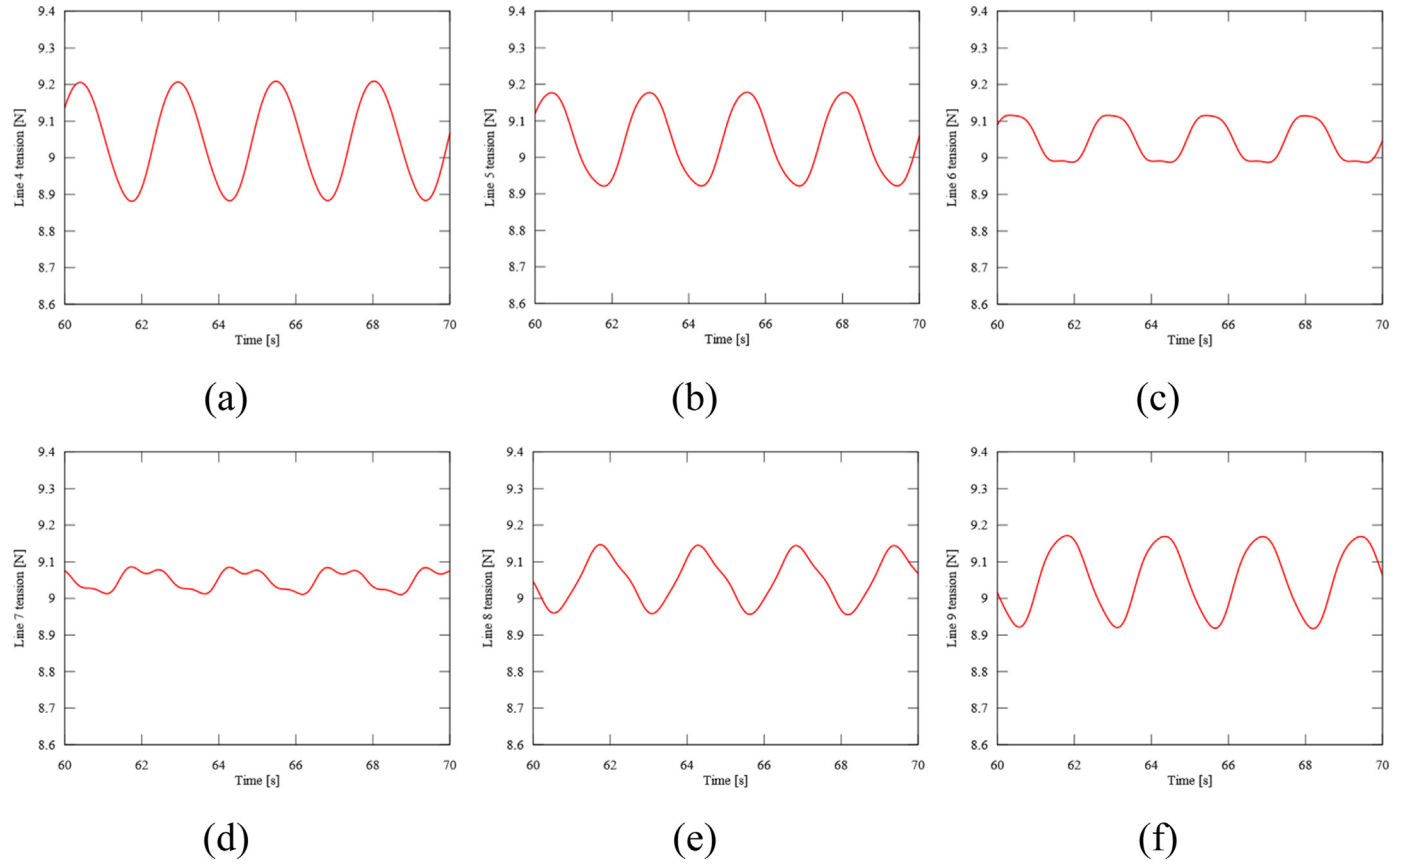 9.4
9.3
9.2
9.1
9
8.9
8.8
8.7
8.6
Line 4 tension [N]
60 62 64 66 68 70
Time [s]
(a)
9.4
9.3
9.2
9.1
9
8.9
8.8
8.7
8.6
Line 5 tension [N]
60 62 64 66 68 70
Time [s]
(b)
9.4
9.3
9.2
9.1
9
8.9
8.8
8.7
8.6
Line 6 tension [N]
60 62 64 66 68 70
Time [s]
(c)
9.4
9.3
9.2
9.1
9
8.9
8.8
8.7
8.6
Line 7 tension [N]
60 62 64 66 68 70
Time [s]
(d)
9.4
9.3
9.2
9.1
9
8.9
8.8
8.7
8.6
Line 8 tension [N]
60 62 64 66 68 70
Time [s]
(e)
9.4
9.3
9.2
9.1
9
8.9
8.8
8.7
8.6
Line 9 tension [N]
60 62 64 66 68 70
Time [s]
(f)